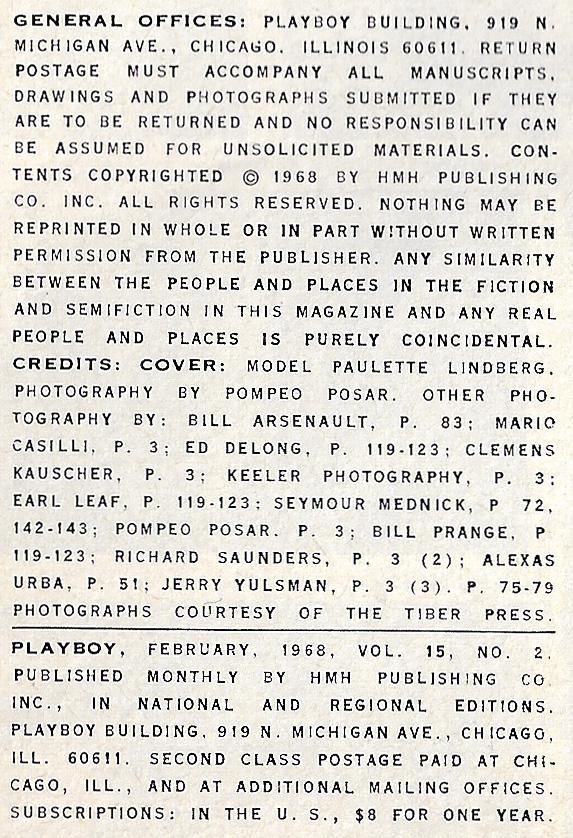 GENERAL OFFICES: PLAYBOY BUILDING, 919 N.
MICHIGAN AVE., CHICAGO, ILLINOIS 60611. RETURN
POSTAGE MUST ACCOMPANY ALL MANUSCRIPTS,
DRAWINGS AND PHOTOGRAPHS SUBMITTED IF THEY
ARE TO BE RETURNED AND NO RESPONSIBILITY CAN
BE ASSUMED FOR UNSOLICITED MATERIALS. CON-
TENTS COPYRIGHTED © 1968 BY HMH PUBLISHING
CO. INC. ALL RIGHTS RESERVED. NOTHING MAY BE
REPRINTED IN WHOLE OR IN PART WITHOUT WRITTEN
PERMISSION FROM THE PUBLISHER. ANY SIMILARITY
BETWEEN THE PEOPLE AND PLACES IN THE FICTION
AND SEMIFICTION IN THIS MAGAZINE AND ANY REAL
PEOPLE AND PLACES IS PURELY COINCIDENTAL.
CREDITS: COVER: MODEL PAULETTE LINDBERG,
PHOTOGRAPHY BY POMPEO POSAR. OTHER PHO-
TOGRAPHY BY: BILL ARSENAULT, P. 83; MARIO
CASILLI, P. 3; ED DELONG, P. 119-123; CLEMENS
KAUSCHER, P. 3; KEELER PHOTOGRAPHY, P. 3;
EARL LEAF, P. 119-123; SEYMOUR MEDNICK, P 72,
142-143; POMPEO POSAR, P. 3; BILL PRANGE, P
119-123; RICHARD SAUNDERS, P. 3 (2); ALEXAS
URBA, P. 51; JERRY YULSMAN, P. 3 (3). P. 75-79
PHOTOGRAPHS COURTESY OF THE TIBER PRESS.
PLAYBOY, FEBRUARY, 1968, VOL. 15, NO. 2.
PUBLISHED MONTHLY BY HMH PUBLISHING CO.
INC., IN NATIONAL AND REGIONAL EDITIONS.
PLAYBOY BUILDING, 919 N. MICHIGAN AVE., CHICAGO,
ILL. 60611. SECOND CLASS POSTAGE PAID AT CHI-
CAGO, ILL., AND AT ADDITIONAL MAILING OFFICES.
SUBSCRIPTIONS: IN THE U. S., $8 FOR ONE YEAR.